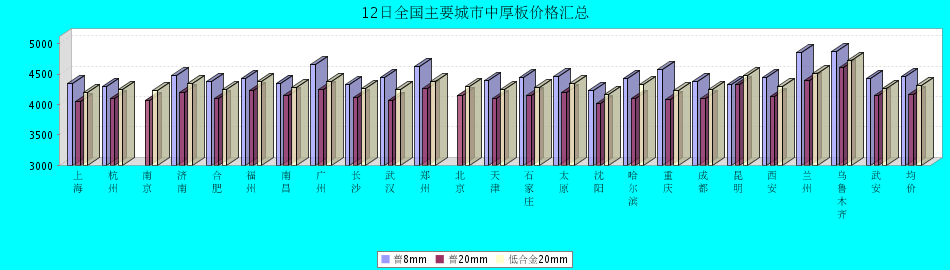 12日全国主要城市中厚板价格汇总
5000
4500
4000
3500
3000
上海
杭州
南京
济南
合肥
福州
南昌
广州
长沙
武汉
郑州
北京
天津
石家庄
太原
沈阳
哈尔滨
重庆
成都
昆明
西安
兰州
乌鲁木齐
武安
均价
普8mm
普20mm
低合金20mm